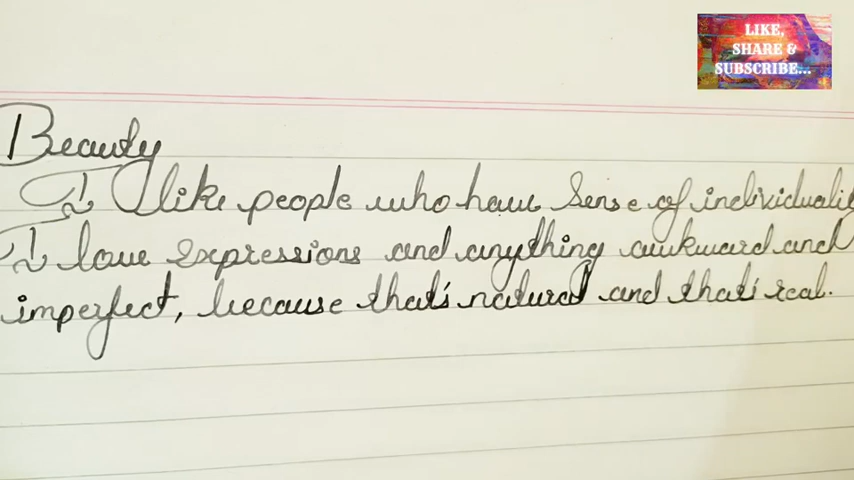 LIKE,
SHARE &
SUBSCRIBE...
Beauty
I like people who have sense of individuali
I love expressions and anything awkward and
imperfect, because that's natural and that's real.